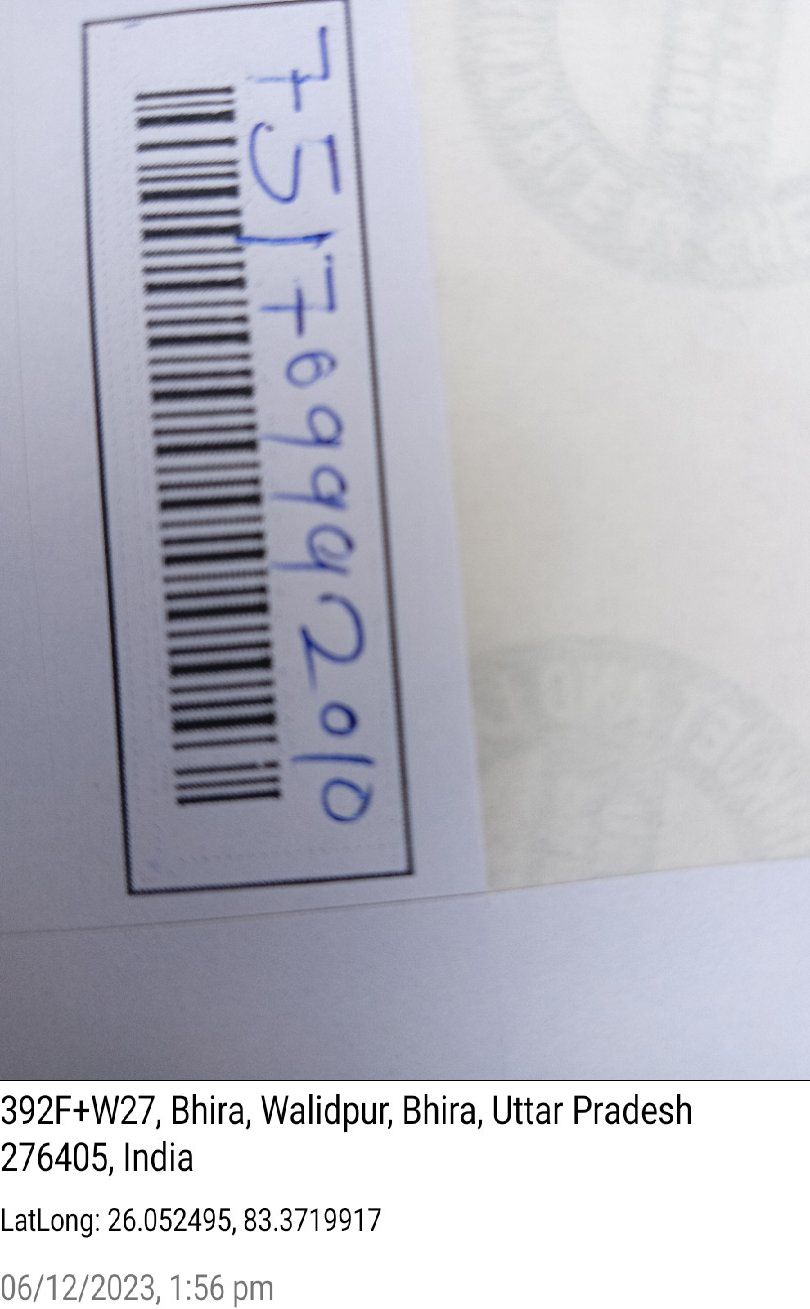 751769992010
392F+W27, Bhira, Walidpur, Bhira, Uttar Pradesh
276405, India
LatLong: 26.052495, 83.3719917
06/12/2023, 1:56 pm